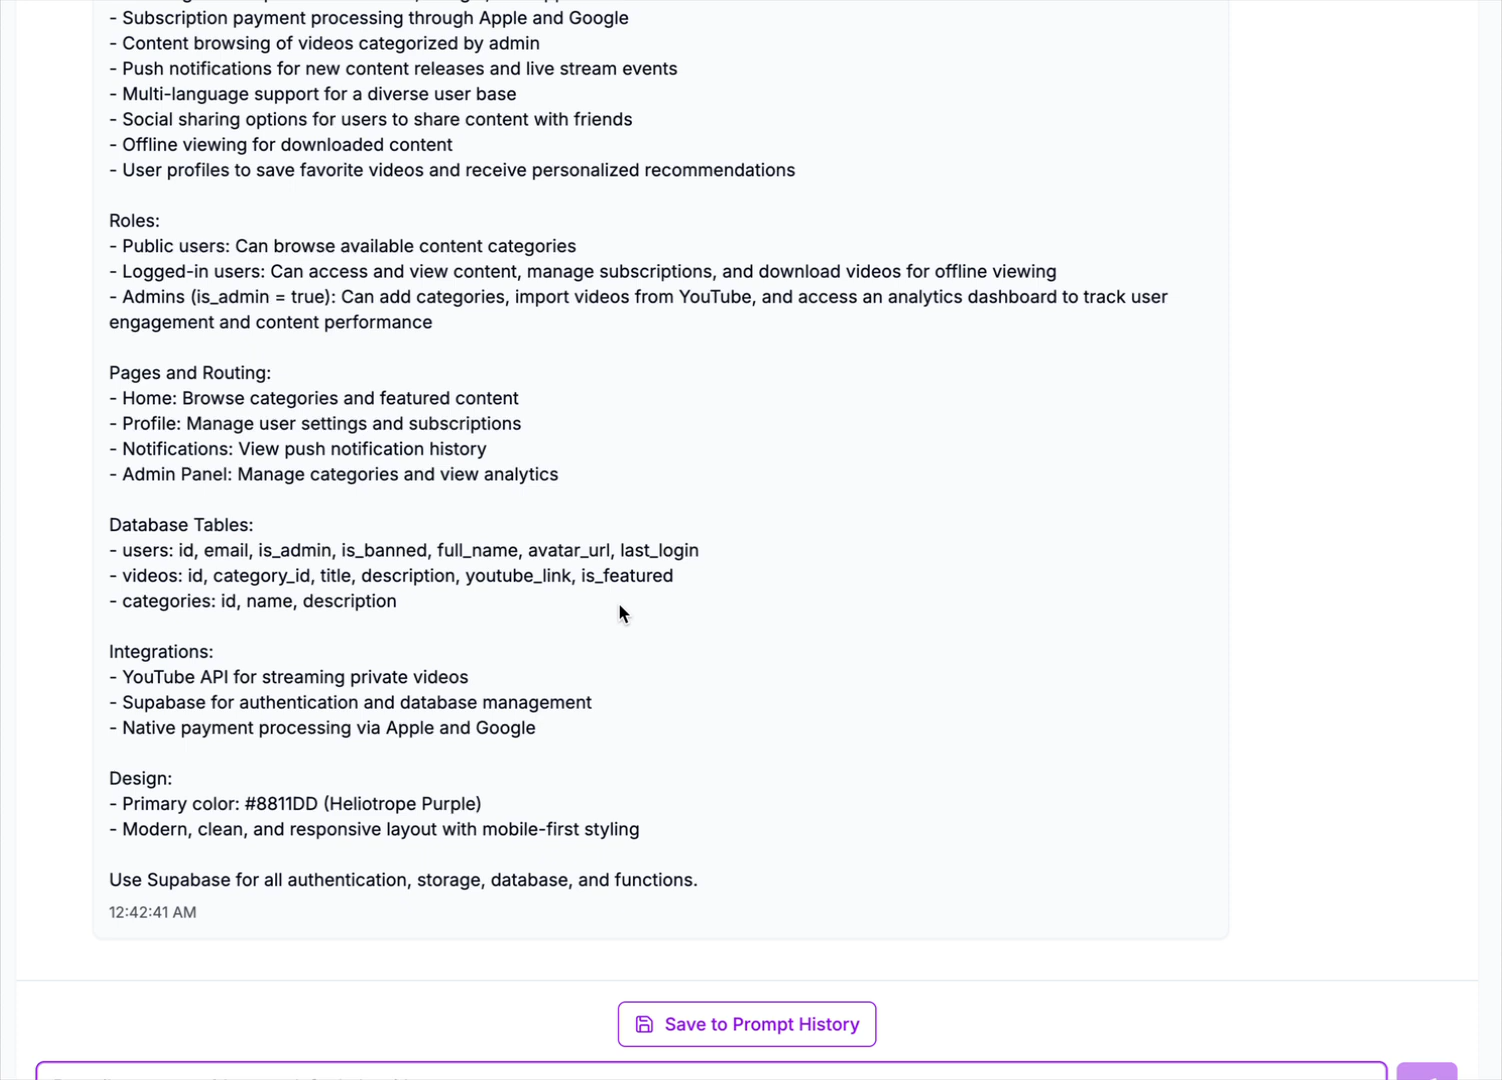 - Subscription payment processing through Apple and Google
- Content browsing of videos categorized by admin
- Push notifications for new content releases and live stream events
- Multi-language support for a diverse user base
- Social sharing options for users to share content with friends
- Offline viewing for downloaded content
- User profiles to save favorite videos and receive personalized recommendations
Roles:
- Public users: Can browse available content categories
- Logged-in users: Can access and view content, manage subscriptions, and download videos for offline viewing
- Admins (is_admin = true): Can add categories, import videos from YouTube, and access an analytics dashboard to track user
engagement and content performance
Pages and Routing:
- Home: Browse categories and featured content
- Profile: Manage user settings and subscriptions
- Notifications: View push notification history
- Admin Panel: Manage categories and view analytics
Database Tables:
- users: id, email, is_admin, is_banned, full_name, avatar_url, last_login
- videos: id, category_id, title, description, youtube_link, is_featured
- categories: id, name, description
Integrations:
- YouTube API for streaming private videos
- Supabase for authentication and database management
- Native payment processing via Apple and Google
Design:
- Primary color: #8811DD (Heliotrope Purple)
- Modern, clean, and responsive layout with mobile-first styling
Use Supabase for all authentication, storage, database, and functions.
12:42:41 AM
Save to Prompt History